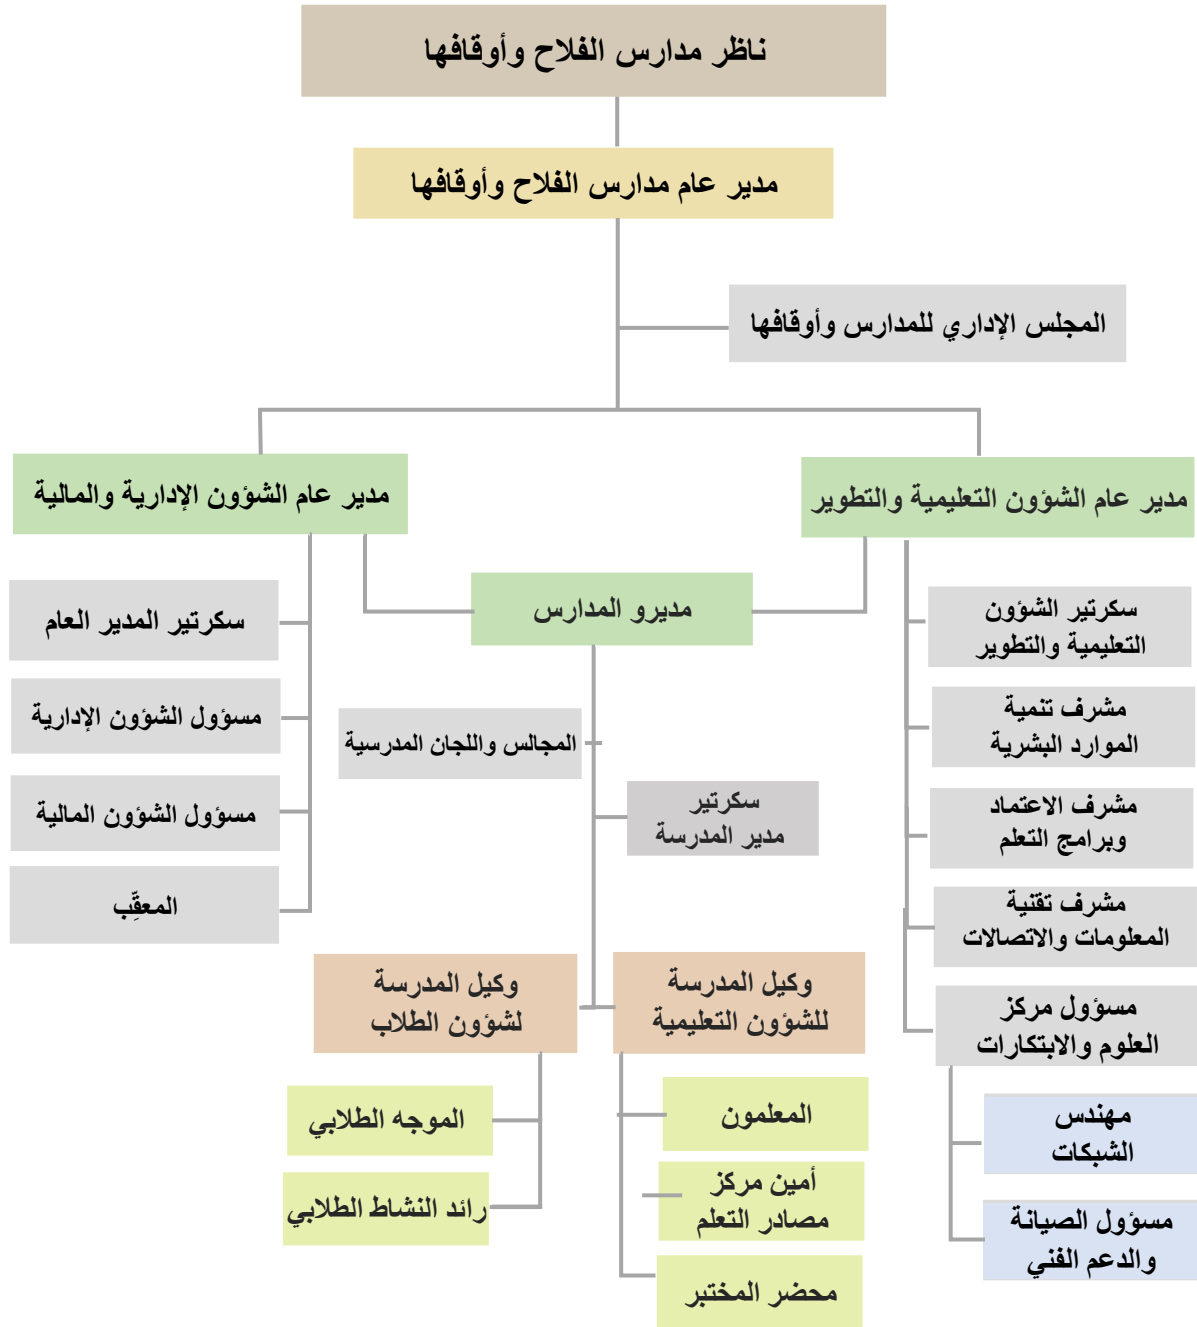 ناظر مدارس الفلاح وأوقافها
مدير عام مدارس الفلاح وأوقافها
المجلس الإداري للمدارس وأوقافها
مدير عام الشؤون التعليمية والتطوير
مدير عام الشؤون الإدارية والمالية
مديرو المدارس
سكرتير الشؤون
التعليمية والتطوير
مشرف تنمية
الموارد البشرية
مشرف الاعتماد
وبرامج التعلم
مشرف تقنية
المعلومات والاتصالات
مسؤول مركز
العلوم والابتكارات
مهندس
الشبكات
مسؤول الصيانة
والدعم الفني
المجالس واللجان المدرسية
سكرتير
مدير المدرسة
وكيل المدرسة
للشؤون التعليمية
المعلمون
أمين مركز
مصادر التعلم
محضر المختبر
وكيل المدرسة
لشؤون الطلاب
الموجه الطلابي
رائد النشاط الطلابي
سكرتير المدير العام
مسؤول الشؤون الإدارية
مسؤول الشؤون المالية
المعقِّب